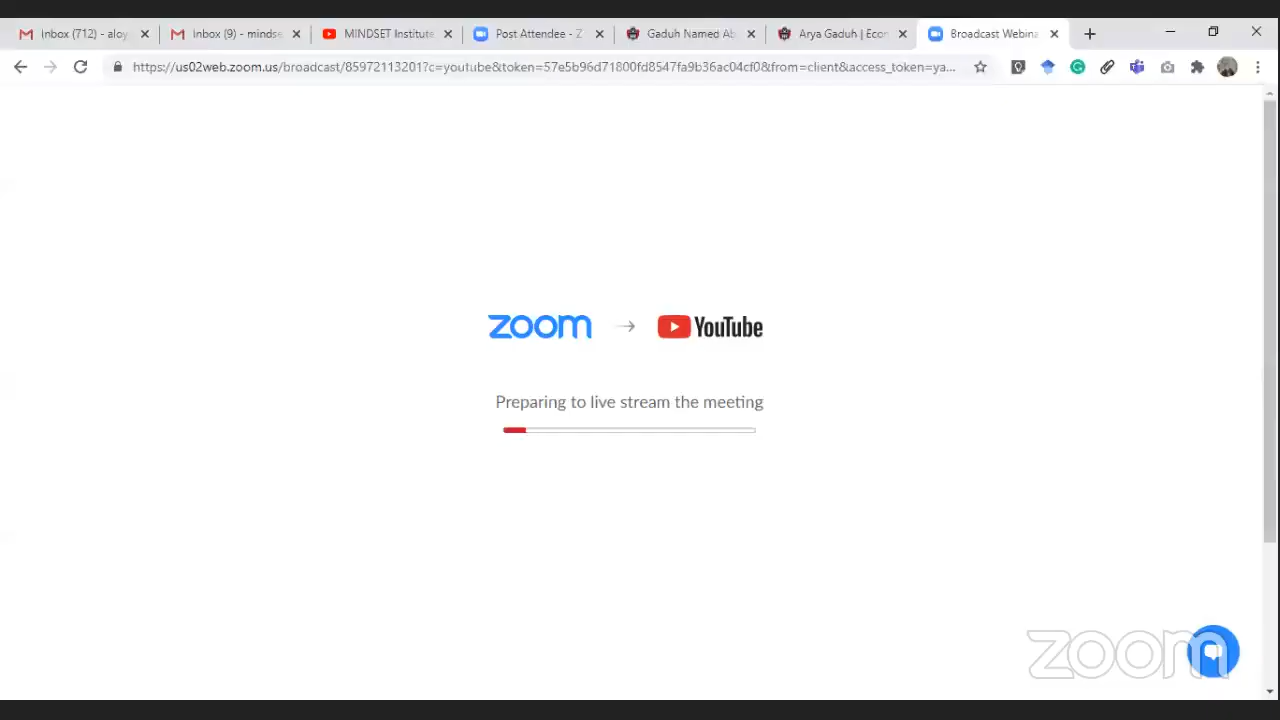 Inbox (712) - aloy
Inbox (9) - mindse
MINDSET Institute
Post Attendee - Z
Gaduh Named Ab
Arya Gaduh | Econ
Broadcast Webina
https://us02web.zoom.us/broadcast/85972113201?c=youtube&token=57e5b96d71800fd8547fa9b36ac04cf0&from=client&access_token=ya...
zoom → YouTube
Preparing to live stream the meeting
zoom